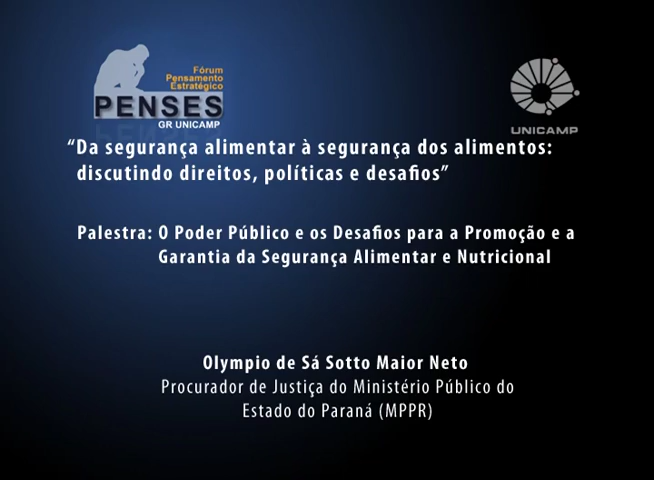 Fórum
Pensamento
Estratégico
PENSES
GR UNICAMP
UNICAMP
“Da segurança alimentar à segurança dos alimentos:
discutindo direitos, políticas e desafios”
Palestra: O Poder Público e os Desafios para a Promoção e a
Garantia da Segurança Alimentar e Nutricional
Olympio de Sá Sotto Maior Neto
Procurador de Justiça do Ministério Público do
Estado do Paraná (MPPR)